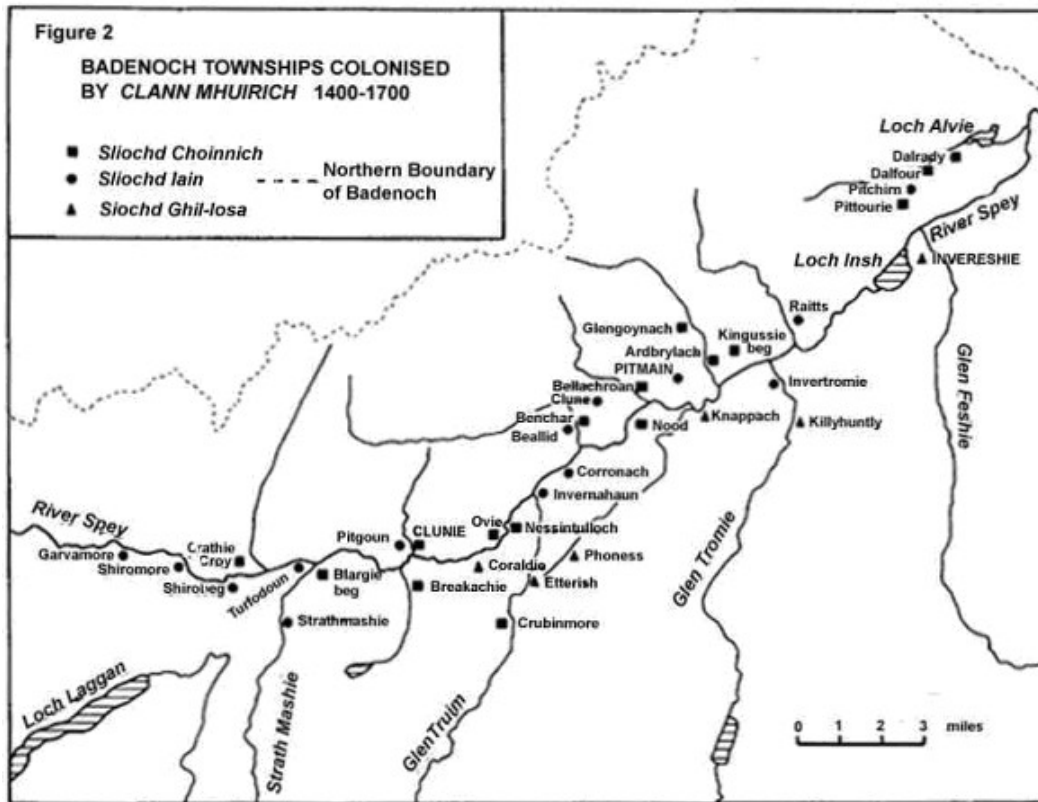 Figure 2
BADENOCH TOWNSHIPS COLONISED
BY CLANN MHUIRICH 1400-1700
Sliochd Choinnich
Sliochd Iain
Siochd Ghil-Iosa
Northern Boundary
of Badenoch
Loch Alvie
Dalrady
Dalfour
Pitchirn
Pittourie
River Spey
Loch Insh
INVERESHIE
Raitts
Glengoynach
Kingussie
beg
Ardbrylach
PITMAIN
Invertromie
Glen Feshie
Bellachroan
Clune
Benchar
Beallid
Nood
Knappach
Killyhuntly
Corronach
Invernahaun
River Spey
Garvamore
Shiromore
Crathie
Croy
Shirobeg
Turfodoun
Pitgoun
CLUNIE
Ovie
Nessintulloch
Blargie
beg
Breakachie
Coraldie
Phoness
Etterish
Glen Tromie
Strathmashie
Crubinmore
Loch Laggan
Strath Mashie
GlenTruim
0 1 2 3 miles